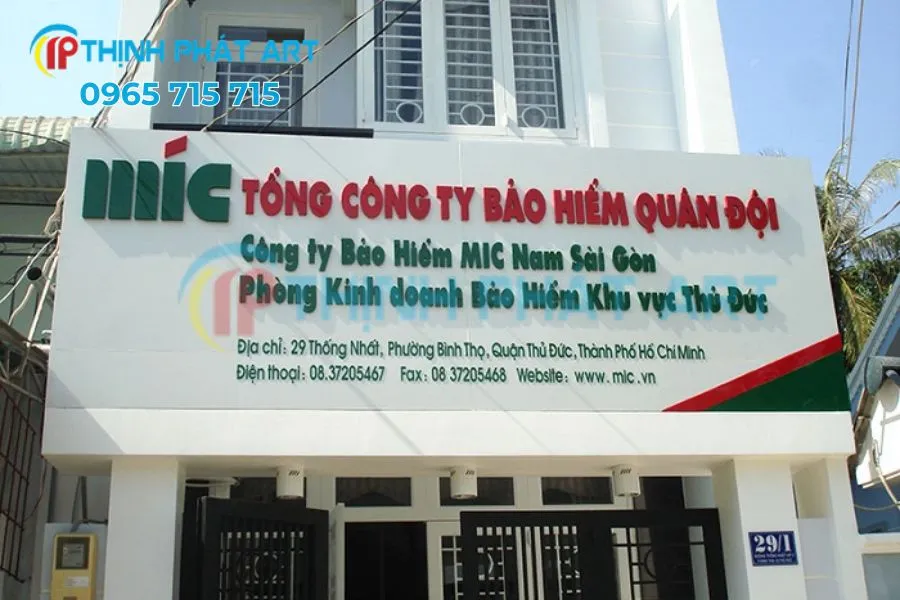 THỊNH PHÁT ART
0965 715 715
mic TỔNG CÔNG TY BẢO HIỂM QUÂN ĐỘI
Công ty Bảo Hiểm MIC Nam Sài Gòn
Phòng Kinh doanh Bảo Hiểm Khu vực Thủ Đức
THỊNH PHÁT ART
Địa chỉ: 29 Thống Nhất, Phường Bình Thọ, Quận Thủ Đức, Thành Phố Hồ Chí Minh
Điện thoại: 08.37205467 Fax: 08 37205468 Website: www.mic.vn
29/1